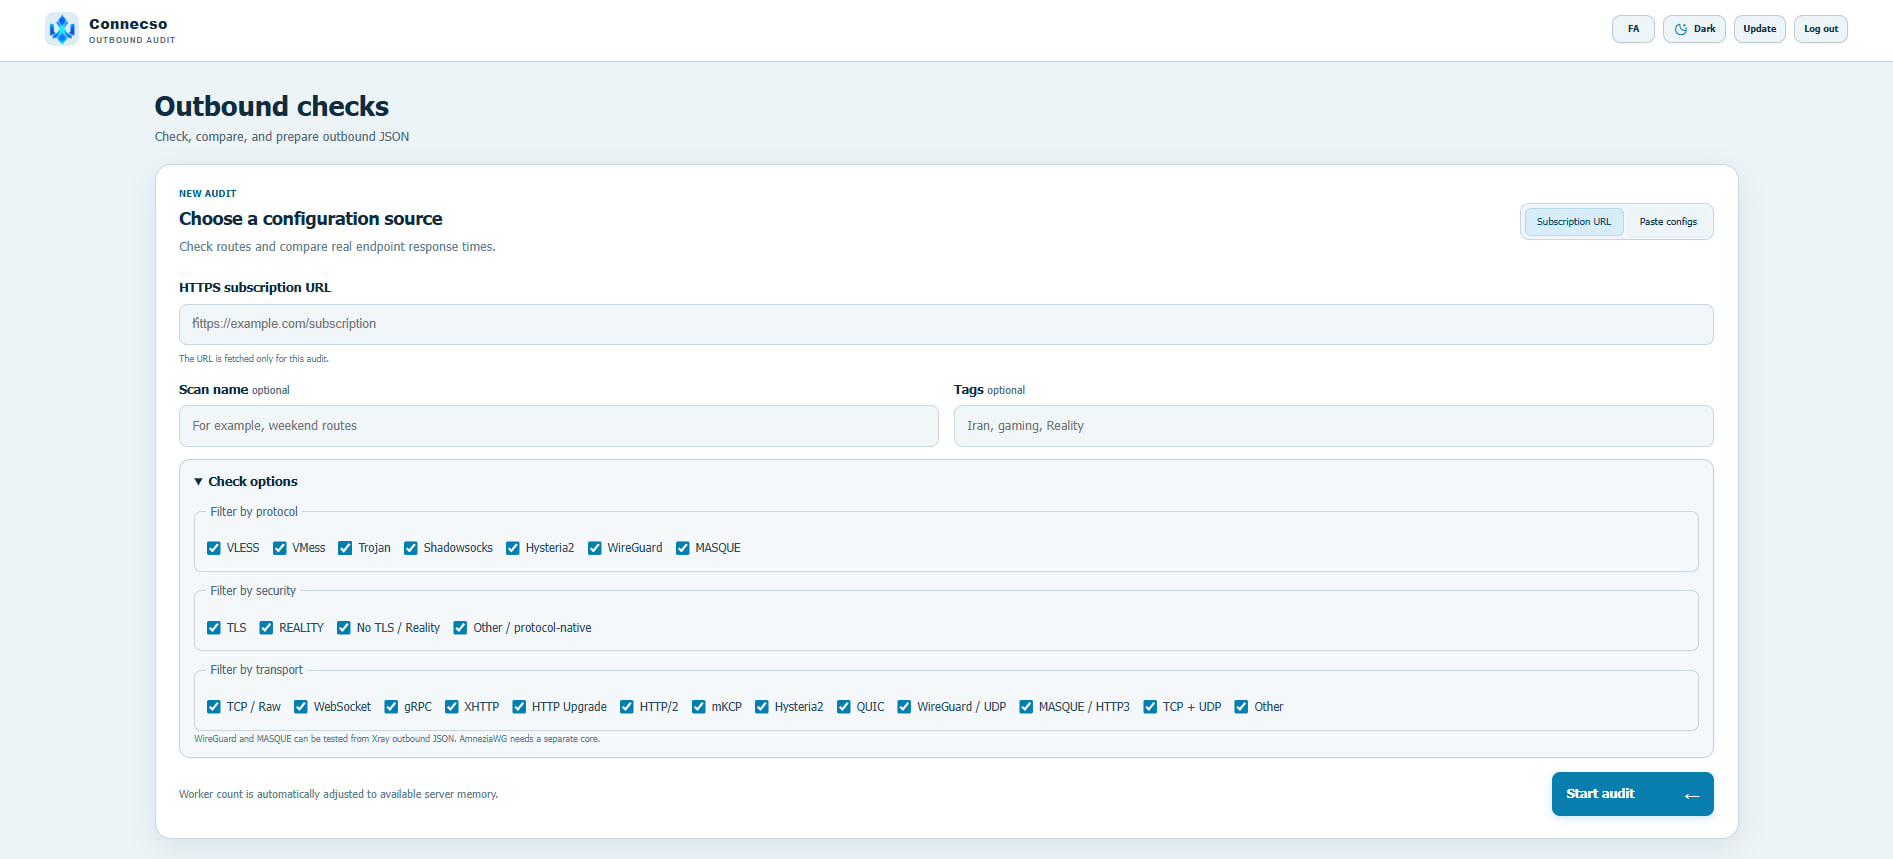 Connecso
OUTBOUND AUDIT
FA
Dark
Update
Log out
Outbound checks
Check, compare, and prepare outbound JSON
NEW AUDIT
Choose a configuration source
Check routes and compare real endpoint response times.
Subscription URL
Paste configs
HTTPS subscription URL
https://example.com/subscription
The URL is fetched only for this audit.
Scan name optional
Tags optional
For example, weekend routes
Iran, gaming, Reality
▼ Check options
Filter by protocol
VLESS VMess Trojan Shadowsocks Hysteria2 WireGuard MASQUE
Filter by security
TLS REALITY No TLS / Reality Other / protocol-native
Filter by transport
TCP / Raw WebSocket gRPC XHTTP HTTP Upgrade HTTP/2 mKCP Hysteria2 QUIC WireGuard / UDP MASQUE / HTTP3 TCP + UDP Other
WireGuard and MASQUE can be tested from Xray outbound JSON. AmneziaWG needs a separate core.
Worker count is automatically adjusted to available server memory.
Start audit ←